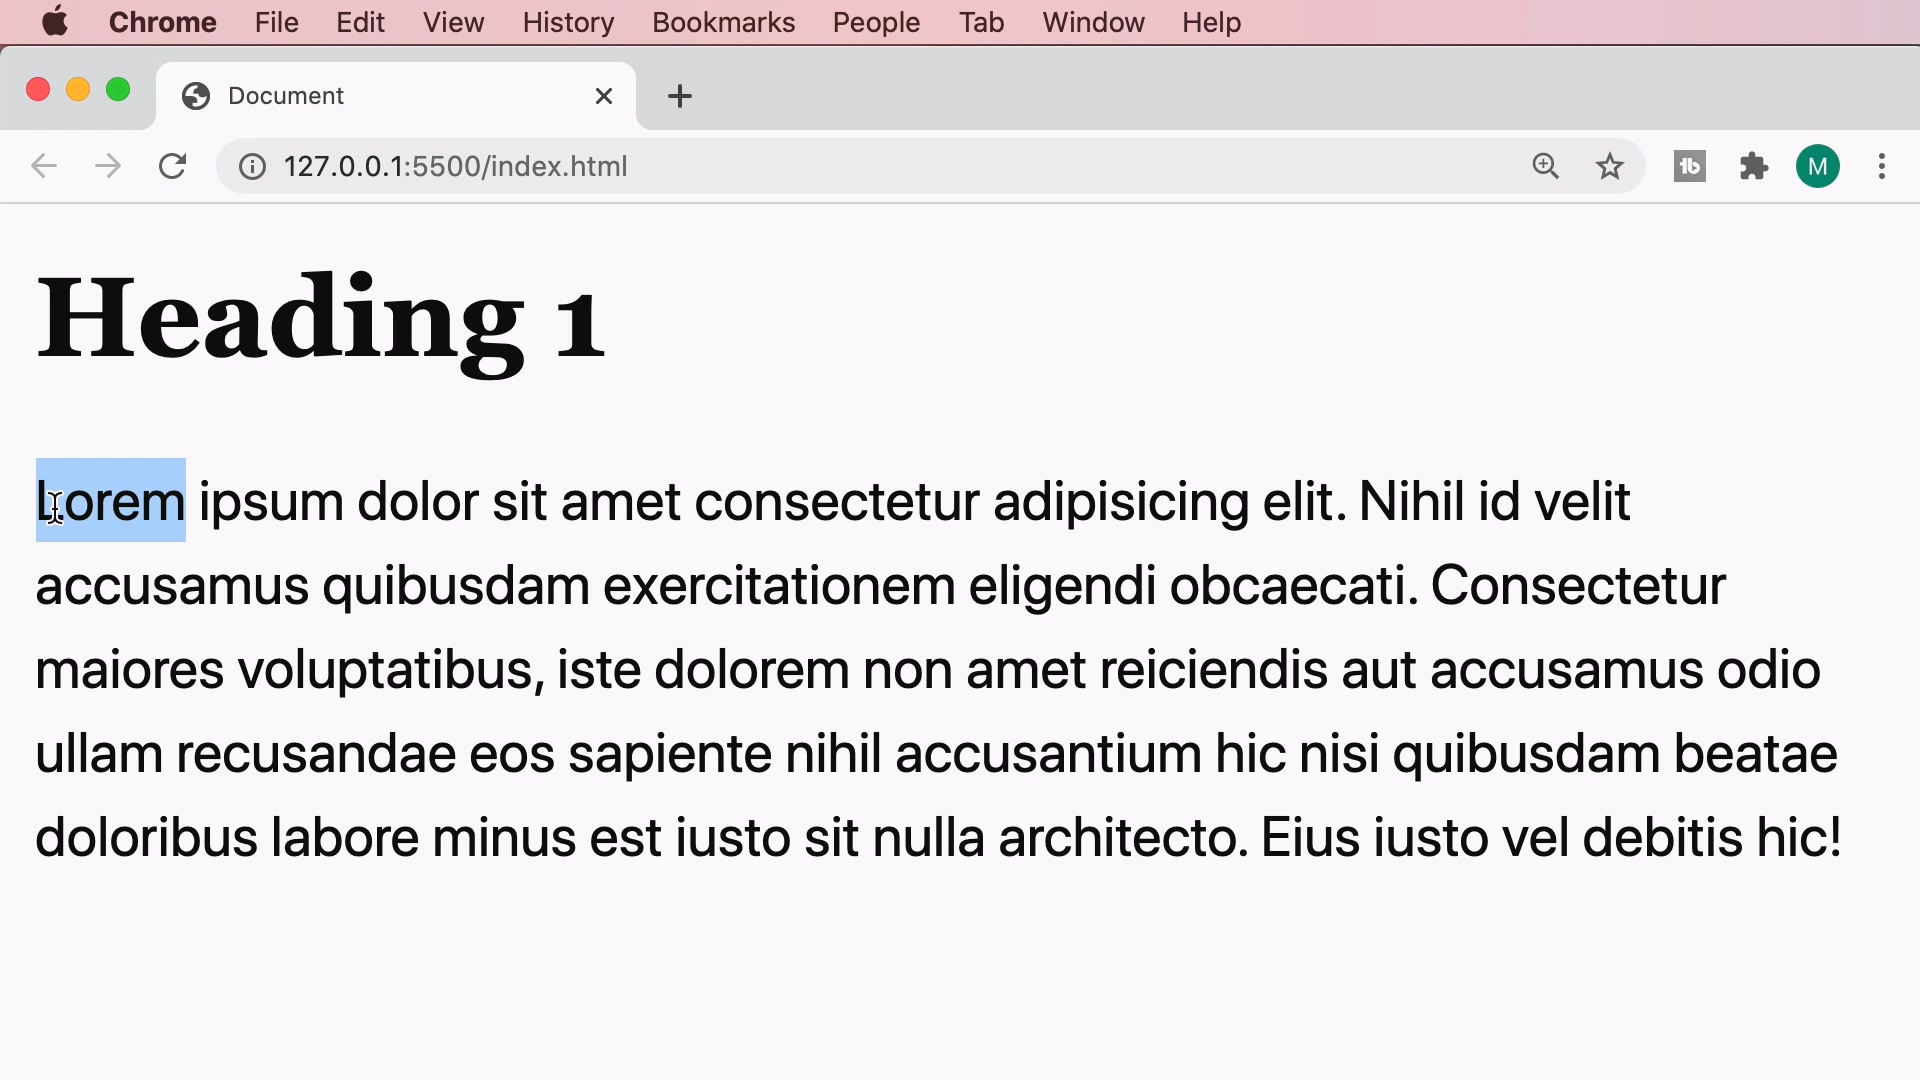 Chrome File Edit View History Bookmarks People Tab Window Help
Document
127.0.0.1:5500/index.html
tb
M
Heading 1
Lorem ipsum dolor sit amet consectetur adipisicing elit. Nihil id velit
accusamus quibusdam exercitationem eligendi obcaecati. Consectetur
maiores voluptatibus, iste dolorem non amet reiciendis aut accusamus odio
ullam recusandae eos sapiente nihil accusantium hic nisi quibusdam beatae
doloribus labore minus est iusto sit nulla architecto. Eius iusto vel debitis hic!